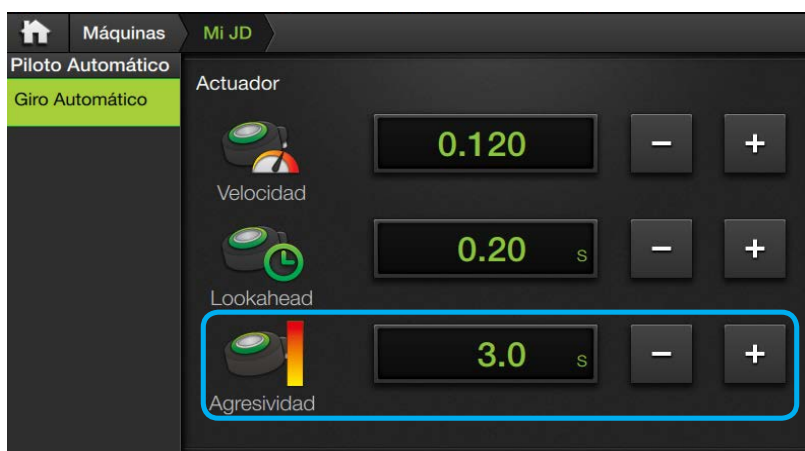 Máquinas
Mi JD
Piloto Automático
Giro Automático
Actuador
0.120
−
+
Velocidad
0.20 s
−
+
Lookahead
3.0 s
−
+
Agresividad